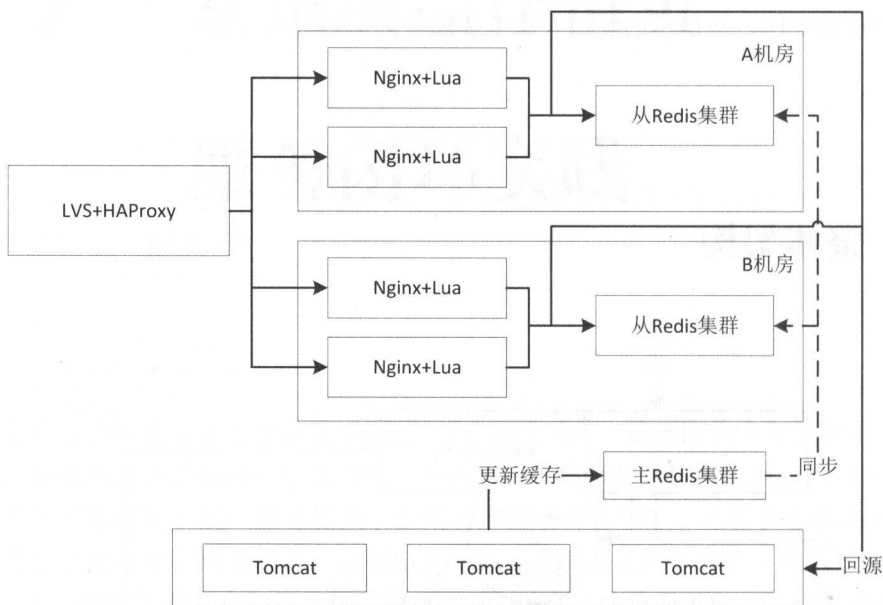 A机房
Nginx+Lua
从Redis集群
Nginx+Lua
LVS+HAProxy
B机房
Nginx+Lua
从Redis集群
Nginx+Lua
更新缓存
主Redis集群
同步
Tomcat
Tomcat
Tomcat
回源